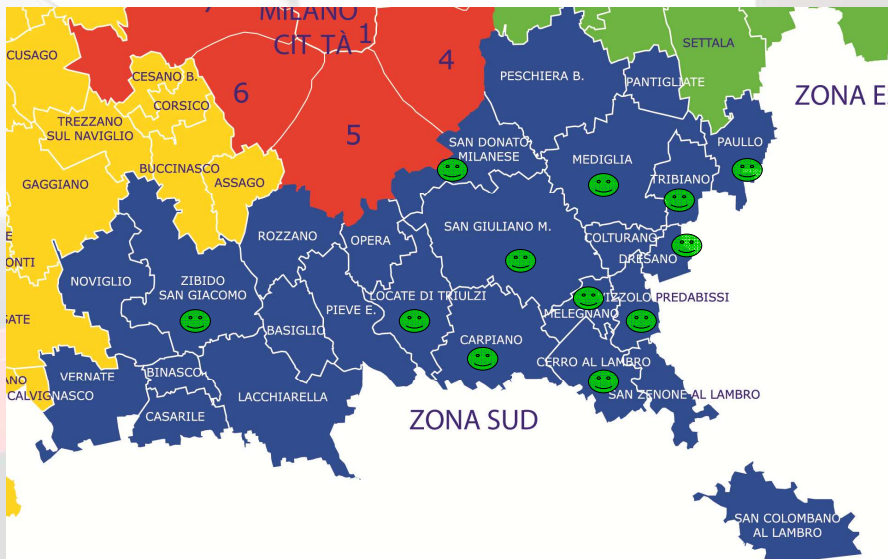 MILANO
CIT TÀ
1
4
6
5
CUSAGO
CESANO B.
CORSICO
TREZZANO
SUL NAVIGLIO
BUCCINASCO
ASSAGO
GAGGIANO
SETTALA
PESCHIERA B.
PANTIGLIATE
ZONA E
SAN DONATO
MILANESE
MEDIGLIA
TRIBIANO
PAULLO
ROZZANO
OPERA
SAN GIULIANO M.
COLTURANO
DRESANO
NOVIGLIO
ZIBIDO
SAN GIACOMO
BASIGLIO
PIEVE E.
LOCATE DI TRIULZI
VIZZOLO PREDABISSI
MELEGNANO
CARPIANO
CERRO AL LAMBRO
SAN ZENONE AL LAMBRO
VERNATE
CALVIGNASCO
BINASCO
CASARILE
LACCHIARELLA
ZONA SUD
SAN COLOMBANO
AL LAMBRO